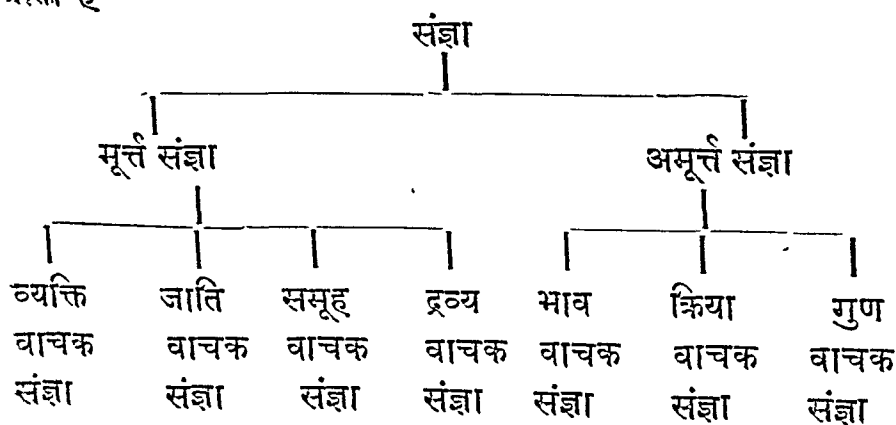 संज्ञा
मूर्त्त संज्ञा अमूर्त्त संज्ञा
व्यक्ति जाति समूह द्रव्य भाव क्रिया गुण
वाचक वाचक वाचक वाचक वाचक वाचक वाचक
संज्ञा संज्ञा संज्ञा संज्ञा संज्ञा संज्ञा संज्ञा